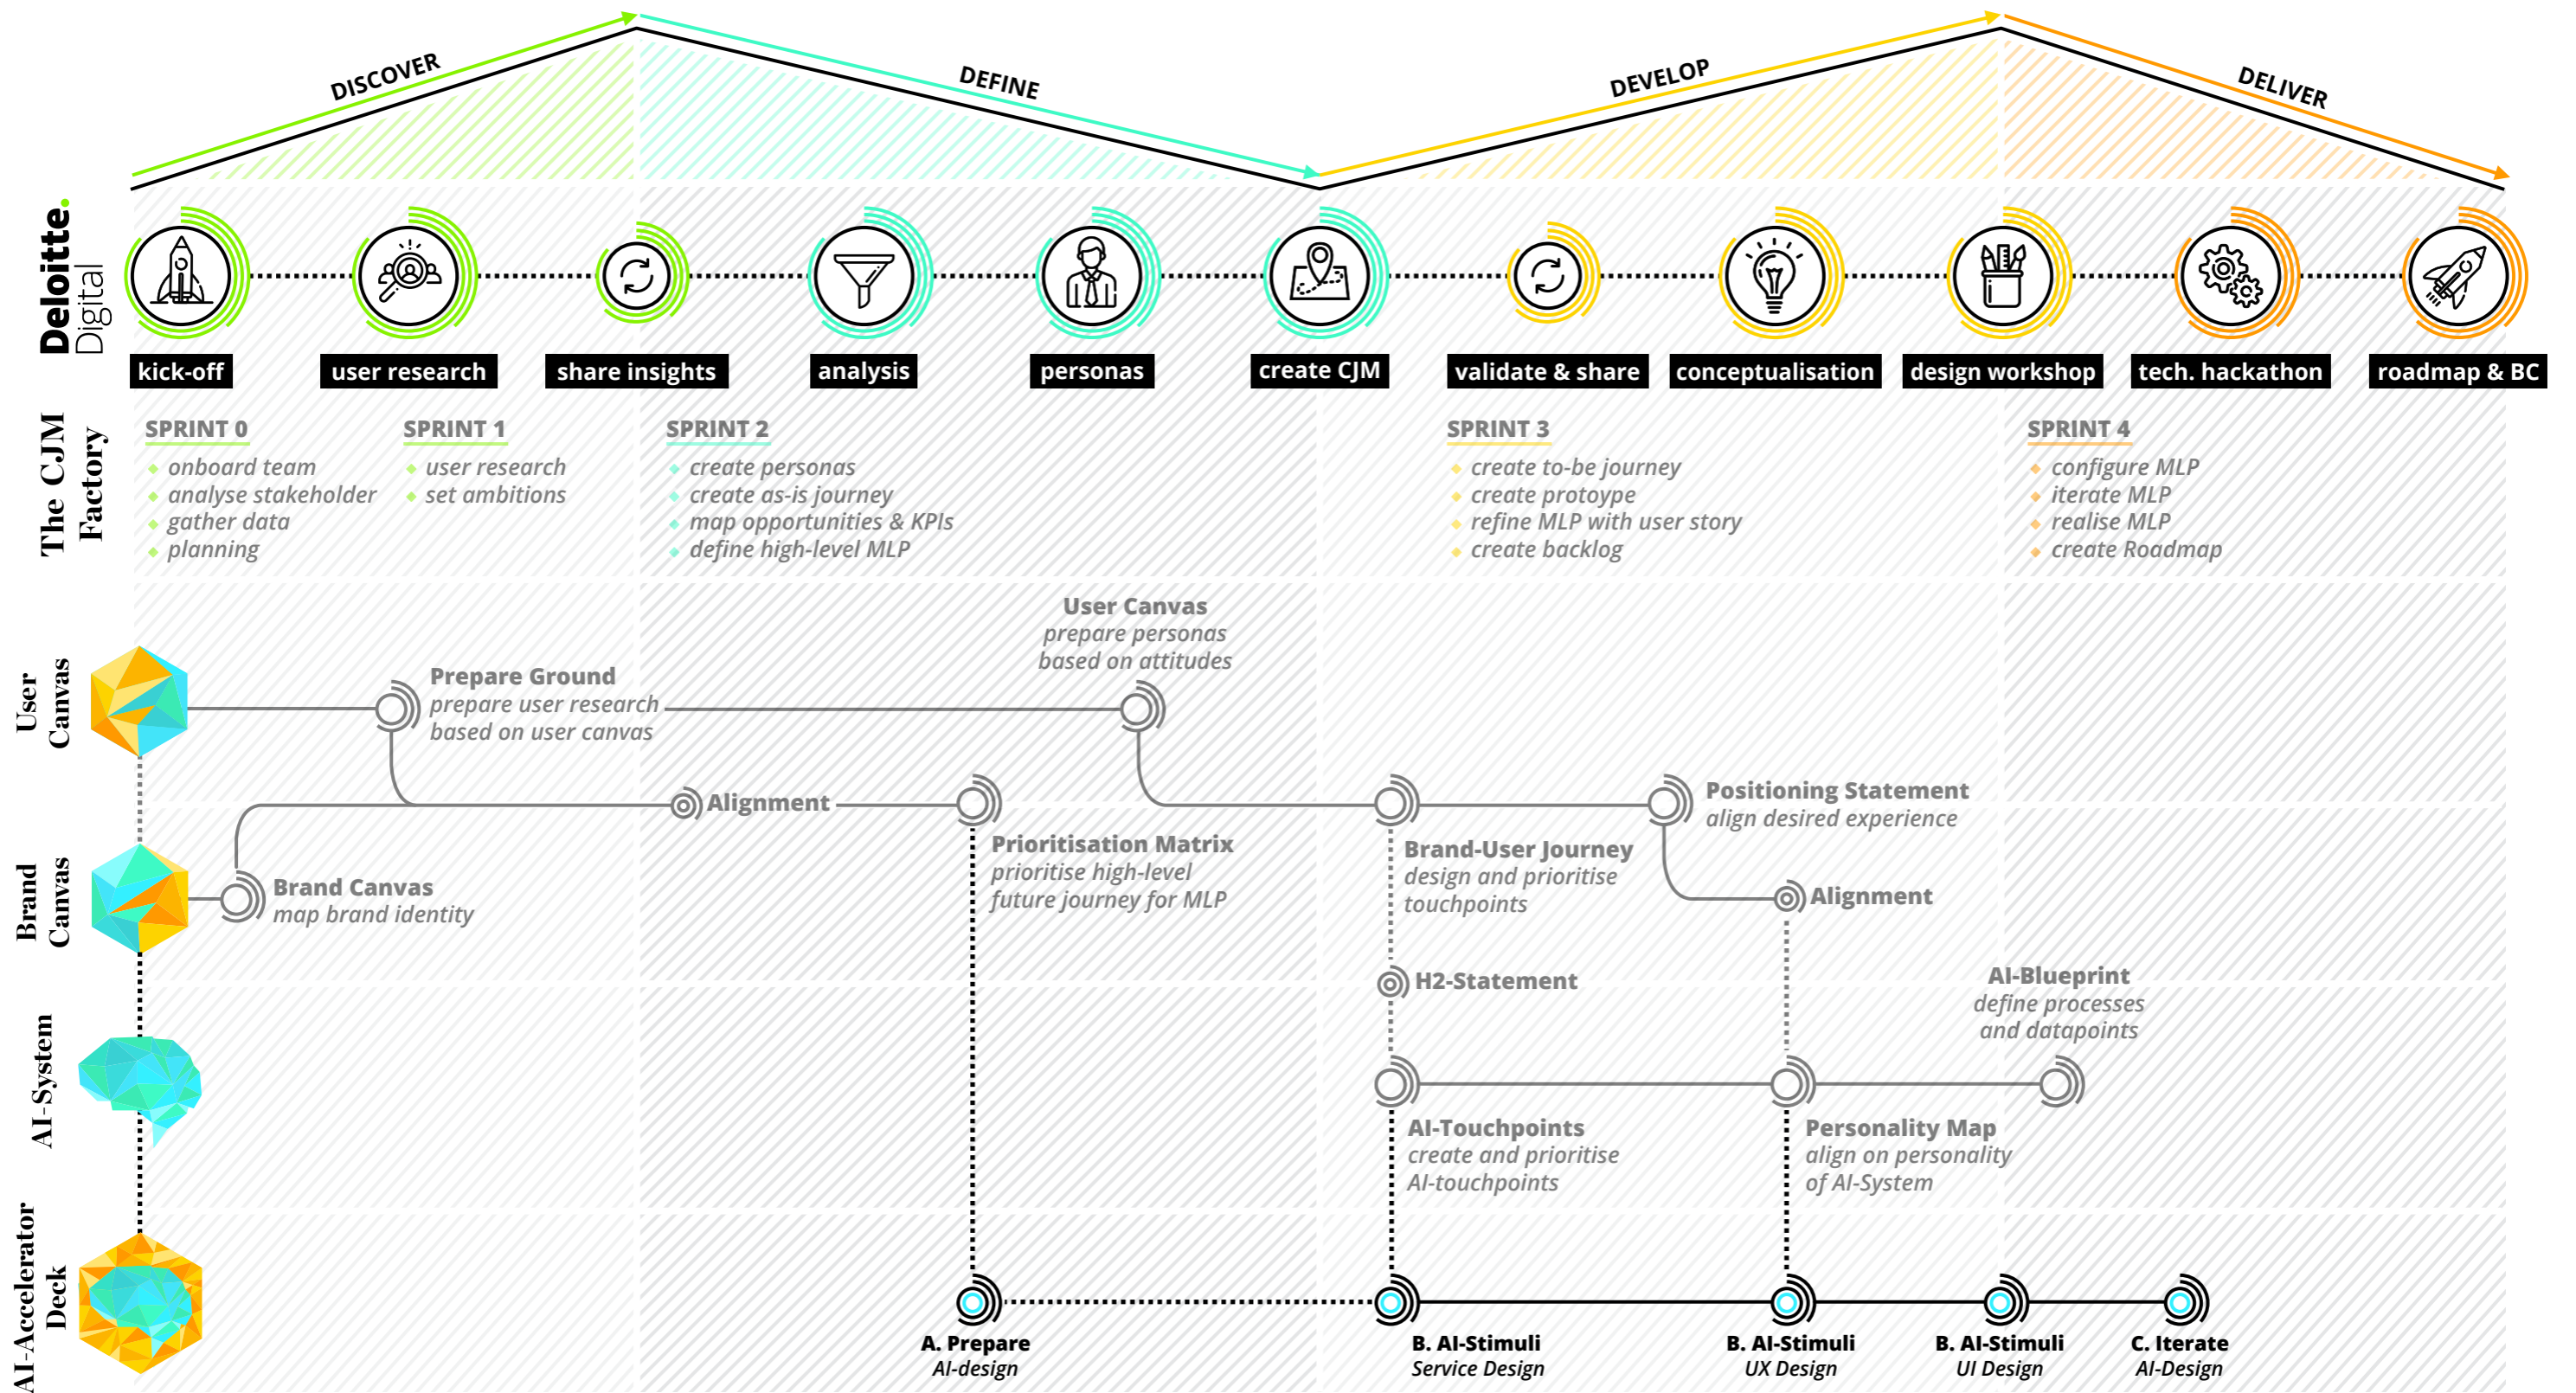 DISCOVER
DEFINE
DEVELOP
DELIVER
Deloitte.
Digital
kick-off
user research
share insights
analysis
personas
create CJM
validate & share
conceptualisation
design workshop
tech. hackathon
roadmap & BC
The CJM
Factory
SPRINT 0
onboard team
analyse stakeholder
gather data
planning
SPRINT 1
user research
set ambitions
SPRINT 2
create personas
create as-is journey
map opportunities & KPIs
define high-level MLP
SPRINT 3
create to-be journey
create protoype
refine MLP with user story
create backlog
SPRINT 4
configure MLP
iterate MLP
realise MLP
create Roadmap
User
Canvas
Prepare Ground
prepare user research
based on user canvas
User Canvas
prepare personas
based on attitudes
Alignment
Prioritisation Matrix
prioritise high-level
future journey for MLP
Positioning Statement
align desired experience
Brand-User Journey
design and prioritise
touchpoints
Brand
Canvas
Brand Canvas
map brand identity
Alignment
H2-Statement
AI-System
AI-Blueprint
define processes
and datapoints
AI-Touchpoints
create and prioritise
AI-touchpoints
Personality Map
align on personality
of AI-System
AI-Accelerator
Deck
A. Prepare
AI-design
B. AI-Stimuli
Service Design
B. AI-Stimuli
UX Design
B. AI-Stimuli
UI Design
C. Iterate
AI-Design